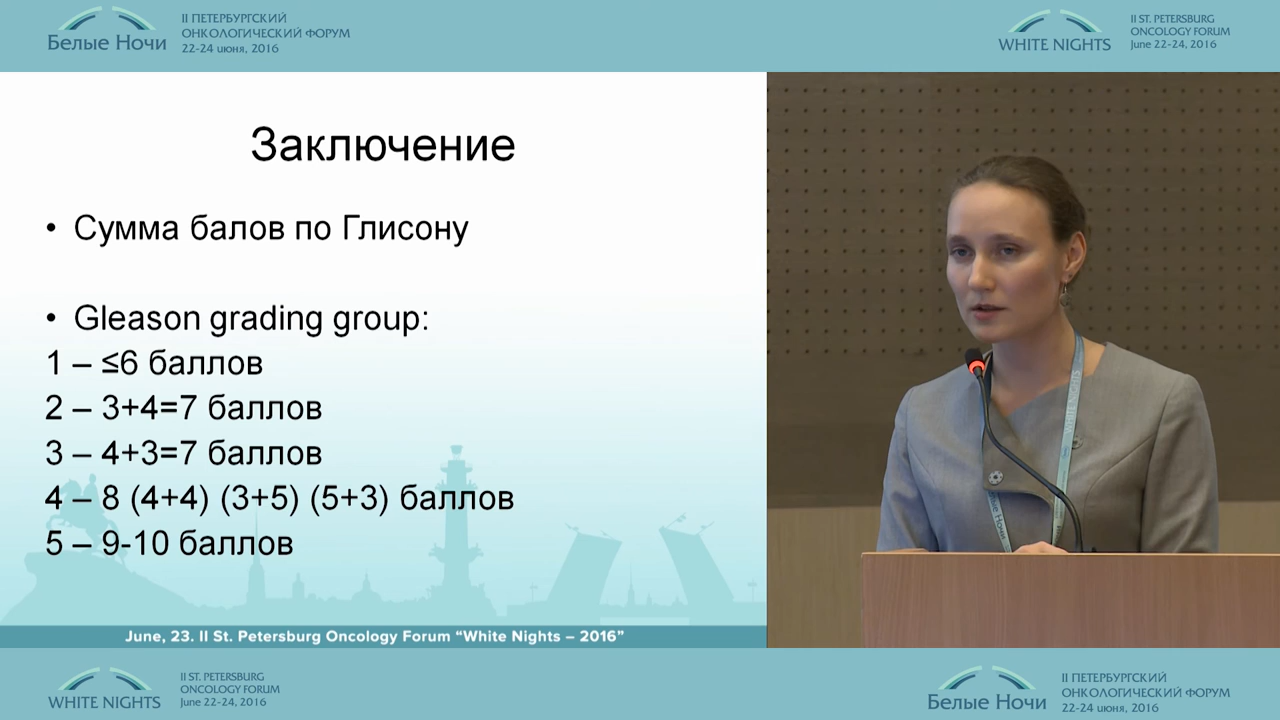 Белые Ночи
II ПЕТЕРБУРГСКИЙ
ОНКОЛОГИЧЕСКИЙ ФОРУМ
22-24 июня, 2016
WHITE NIGHTS
II ST. PETERSBURG
ONCOLOGY FORUM
June 22-24, 2016
Заключение
• Сумма балов по Глисону
• Gleason grading group:
1 – ≤6 баллов
2 – 3+4=7 баллов
3 – 4+3=7 баллов
4 – 8 (4+4) (3+5) (5+3) баллов
5 – 9-10 баллов
June, 23. II St. Petersburg Oncology Forum “White Nights – 2016”
WHITE NIGHTS
Белые Ночи
WHITE NIGHTS
II ST. PETERSBURG
ONCOLOGY FORUM
June 22-24, 2016
Белые Ночи
II ПЕТЕРБУРГСКИЙ
ОНКОЛОГИЧЕСКИЙ ФОРУМ
22-24 июня, 2016